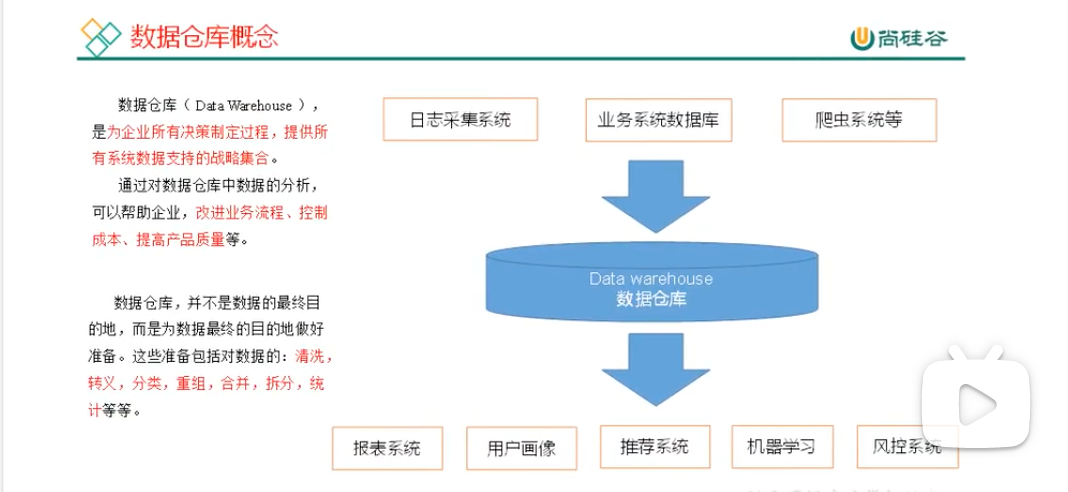 数据仓库概念
尚硅谷
数据仓库（ Data Warehouse ），
是为企业所有决策制定过程，提供所
有系统数据支持的战略集合。
通过对数据仓库中数据的分析，
可以帮助企业，改进业务流程、控制
成本、提高产品质量等。
数据仓库，并不是数据的最终目
的地，而是为数据最终的目的地做好
准备。这些准备包括对数据的：清洗，
转义，分类，重组，合并，拆分，统
计等等。
日志采集系统
业务系统数据库
爬虫系统等
Data warehouse
数据仓库
报表系统
用户画像
推荐系统
机器学习
风控系统